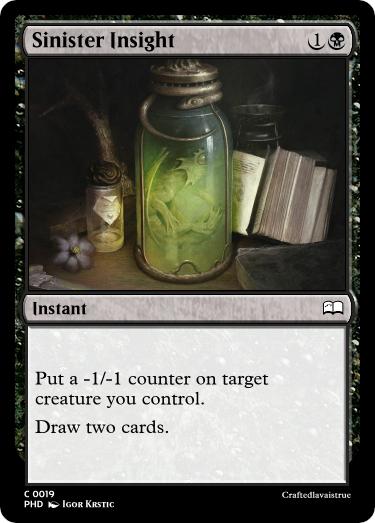 Sinister Insight 1
Instant
Put a -1/-1 counter on target
creature you control.
Draw two cards.
C 0019
PHD Igor Krstic
Craftedlavaistrue